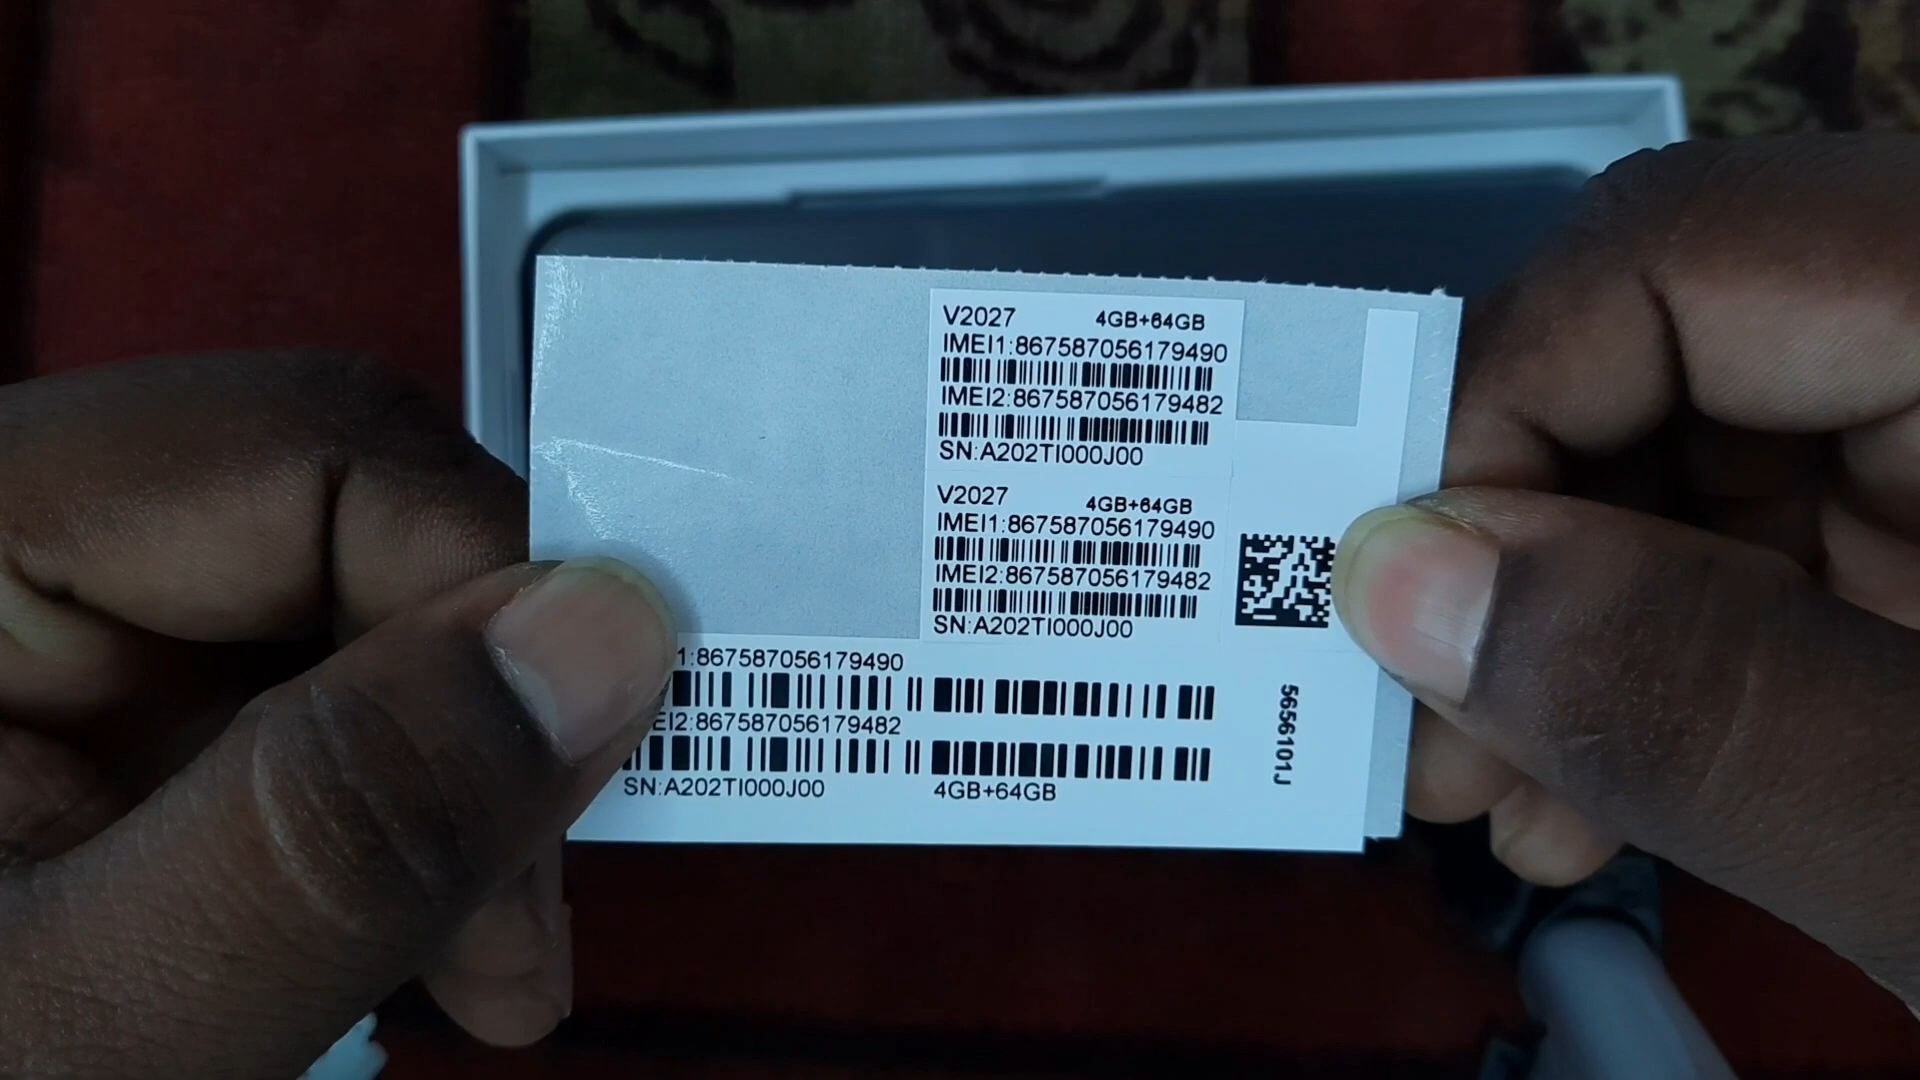 V2027 4GB+64GB
IMEI1:867587056179490
IMEI2:867587056179482
SN:A202TI000J00
V2027 4GB+64GB
IMEI1:867587056179490
IMEI2:867587056179482
SN:A202TI000J00
1:867587056179490
EI2:867587056179482
SN:A202TI000J00 4GB+64GB
5656101J